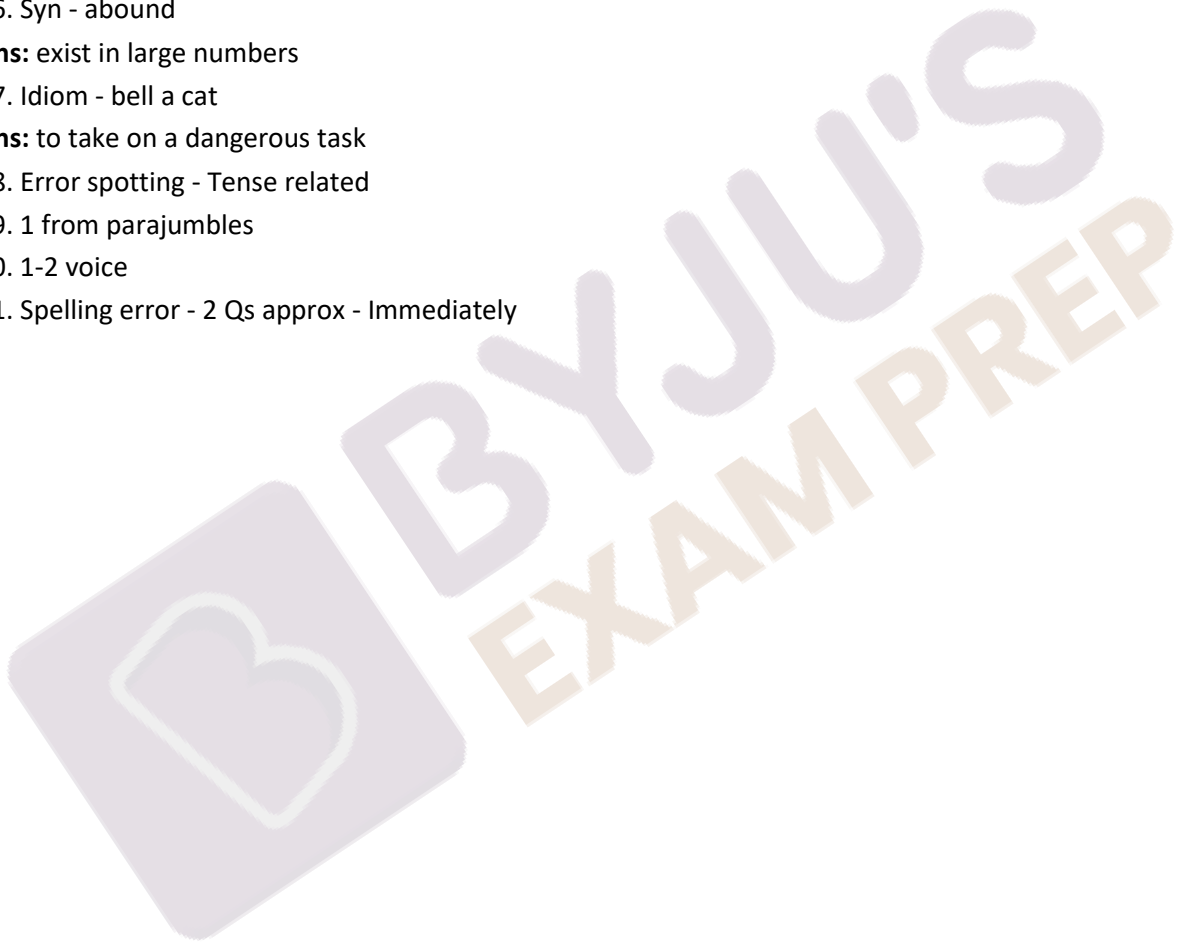 6. Syn - abound
ns: exist in large numbers
7. Idiom - bell a cat
ns: to take on a dangerous task
8. Error spotting - Tense related
9. 1 from parajumbles
0. 1-2 voice
1. Spelling error - 2 Qs approx - Immediately
BYJU'S
EXAM PREP